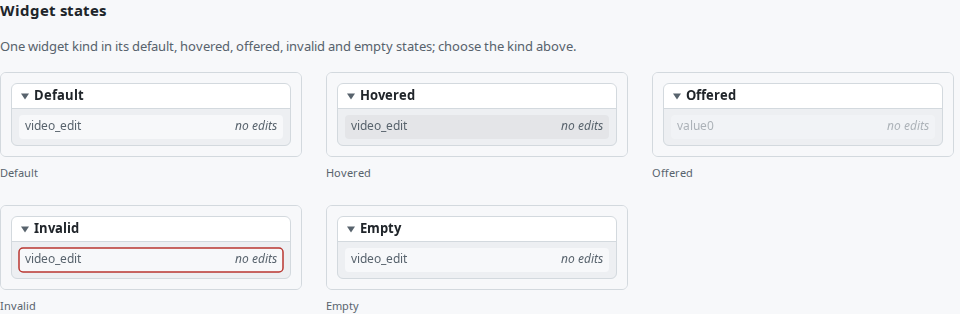 Widget states
One widget kind in its default, hovered, offered, invalid and empty states; choose the kind above.
Default
video_edit no edits
Default
Hovered
video_edit no edits
Hovered
Offered
value0 no edits
Offered
Invalid
video_edit no edits
Invalid
Empty
video_edit no edits
Empty